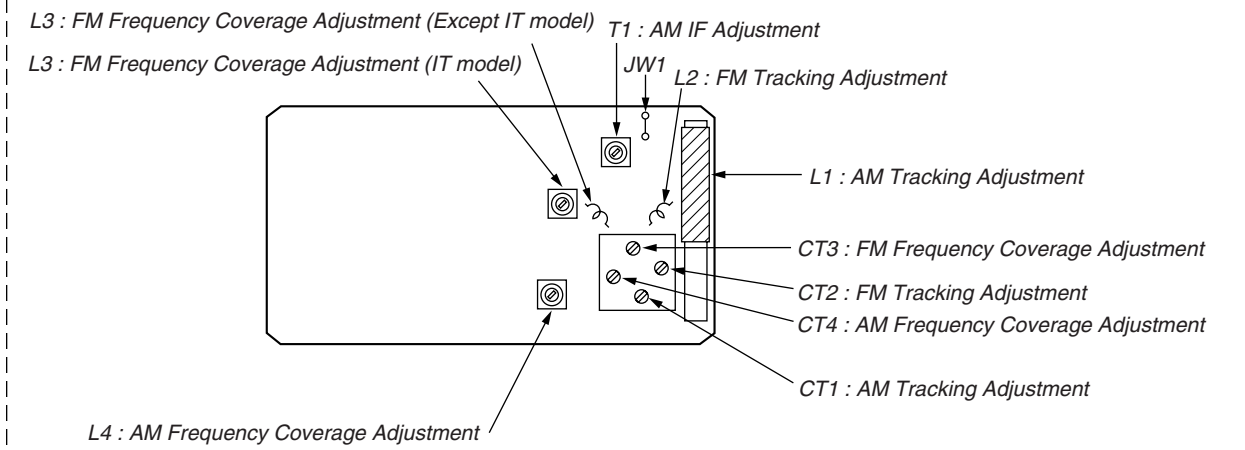 L3 : FM Frequency Coverage Adjustment (Except IT model)
T1 : AM IF Adjustment
L3 : FM Frequency Coverage Adjustment (IT model)
JW1
L2 : FM Tracking Adjustment
L1 : AM Tracking Adjustment
CT3 : FM Frequency Coverage Adjustment
CT2 : FM Tracking Adjustment
CT4 : AM Frequency Coverage Adjustment
CT1 : AM Tracking Adjustment
L4 : AM Frequency Coverage Adjustment